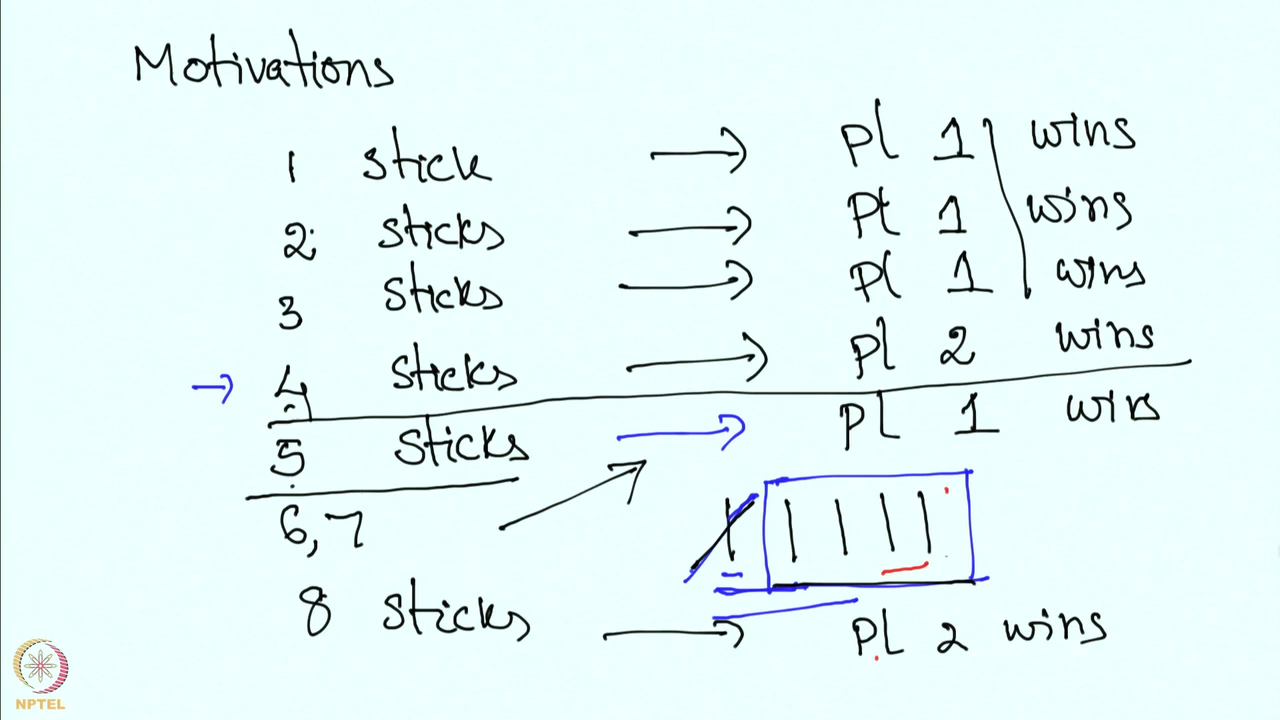 Motivations
1 stick → Pl 1 wins
2 sticks → Pl 1 wins
3 sticks → Pl 1 wins
→ 4 sticks → Pl 2 wins
5 sticks → Pl 1 wins
6,7
8 sticks → Pl 2 wins
NPTEL